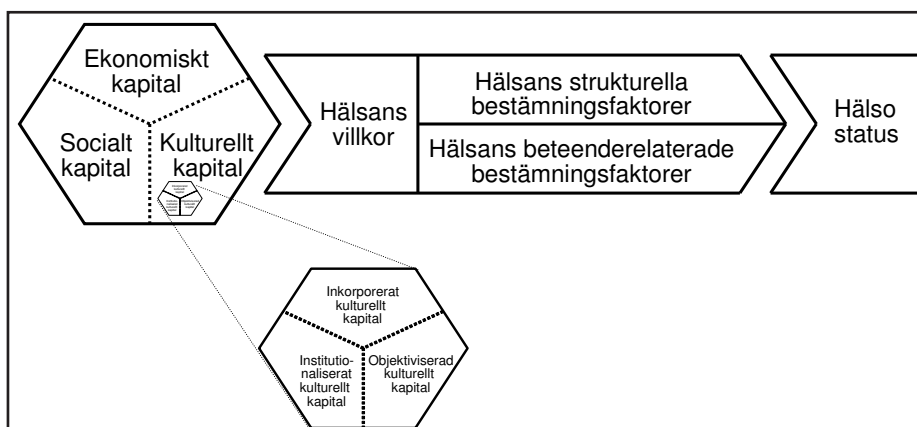 Ekonomiskt
kapital
Socialt
kapital
Kulturellt
kapital
Hälsans
villkor
Hälsans strukturella
bestämningsfaktorer
Hälsans beteenderelaterade
bestämningsfaktorer
Hälso
status
Inkorporerat
kulturellt
kapital
Institutio-
naliserat
kulturellt
kapital
Objektiviserad
kulturellt
kapital